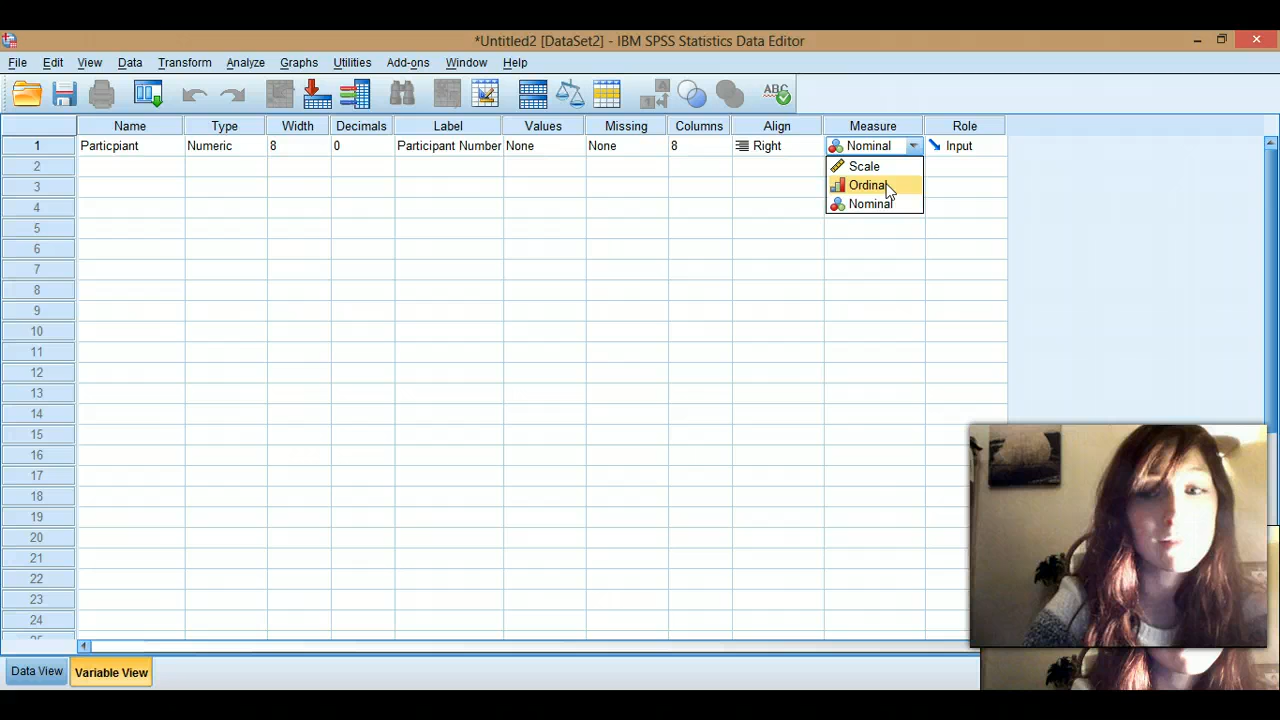 *Untitled2 [DataSet2] - IBM SPSS Statistics Data Editor
File Edit View Data Transform Analyze Graphs Utilities Add-ons Window Help
ABC
Name Type Width Decimals Label Values Missing Columns Align Measure Role
1 Particpiant Numeric 8 0 Participant Number None None 8 Right Nominal Input
2 Scale
3 Ordinal
4 Nominal
5
6
7
8
9
10
11
12
13
14
15
16
17
18
19
20
21
22
23
24
25
Data View Variable View